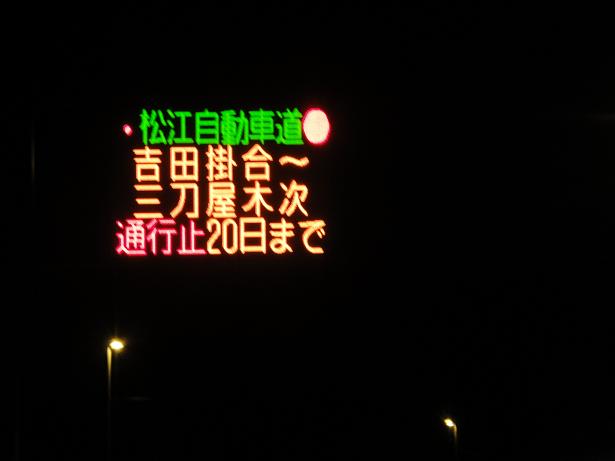 松江自動車道
吉田掛合～
三刀屋木次
通行止20日まで